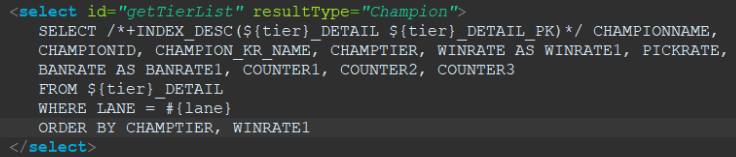 <select id="getTierList" resultType="Champion">
SELECT /*+INDEX_DESC(${tier}_DETAIL ${tier}_DETAIL_PK)*/ CHAMPIONNAME,
CHAMPIONID, CHAMPION_KR_NAME, CHAMPTIER, WINRATE AS WINRATE1, PICKRATE,
BANRATE AS BANRATE1, COUNTER1, COUNTER2, COUNTER3
FROM ${tier}_DETAIL
WHERE LANE = #{lane}
ORDER BY CHAMPTIER, WINRATE1
</select>